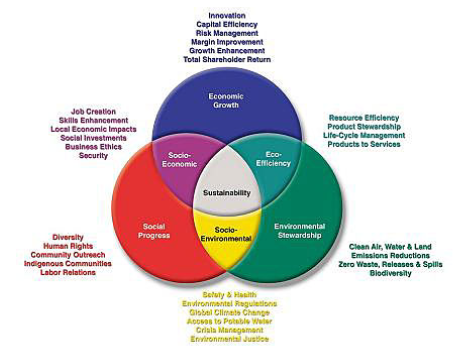 Innovation
Capital Efficiency
Risk Management
Margin Improvement
Growth Enhancement
Total Shareholder Return
Economic
Growth
Job Creation
Skills Enhancement
Local Economic Impacts
Social Investments
Business Ethics
Security
Resource Efficiency
Product Stewardship
Life-Cycle Management
Products to Services
Socio-
Economic
Eco-
Efficiency
Sustainability
Social
Progress
Socio-
Environmental
Environmental
Stewardship
Diversity
Human Rights
Community Outreach
Indigenous Communities
Labor Relations
Clean Air, Water & Land
Emissions Reductions
Zero Waste, Releases & Spills
Biodiversity
Safety & Health
Environmental Regulations
Global Climate Change
Access to Potable Water
Crisis Management
Environmental Justice